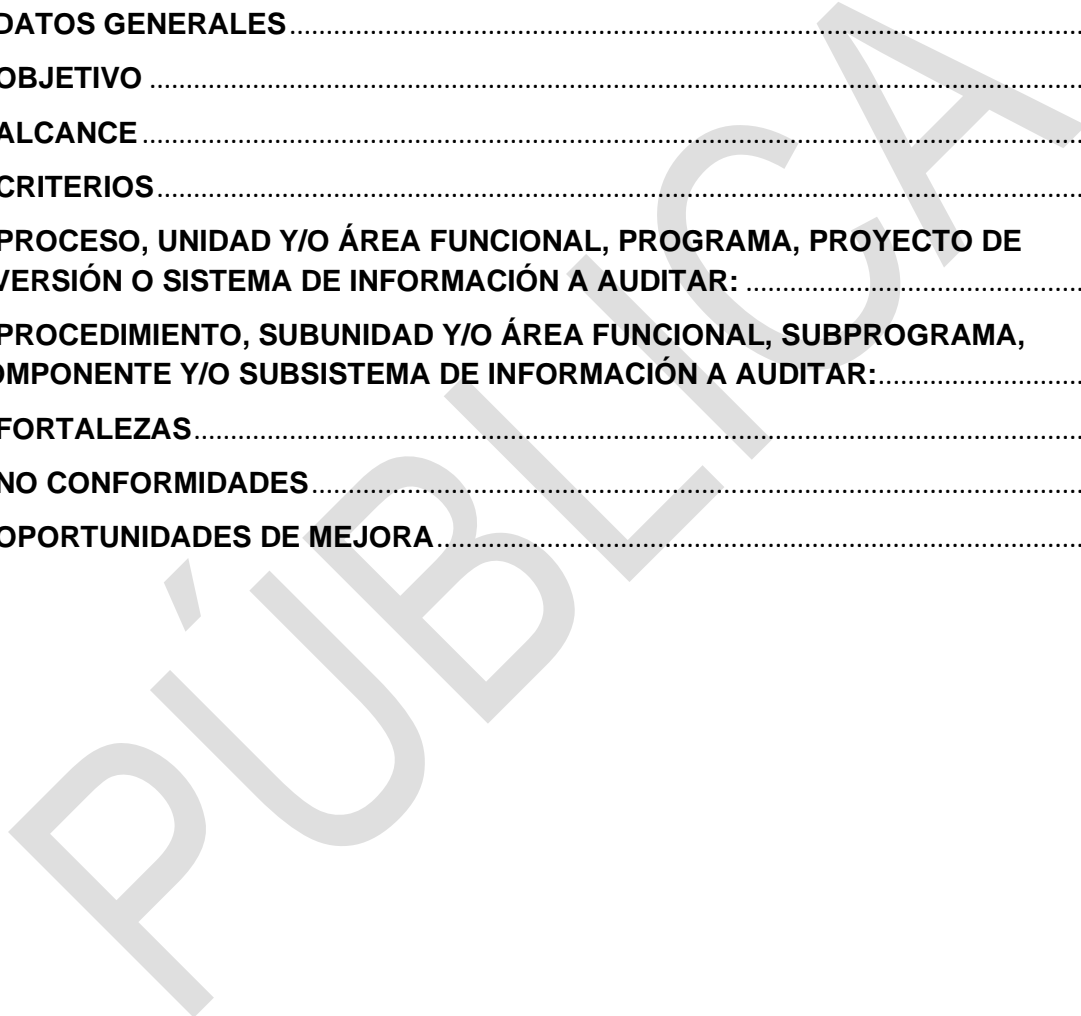 DATOS GENERALES
OBJETIVO
ALCANCE
CRITERIOS
PROCESO, UNIDAD Y/O ÁREA FUNCIONAL, PROGRAMA, PROYECTO DE
VERSIÓN O SISTEMA DE INFORMACIÓN A AUDITAR:
PROCEDIMIENTO, SUBUNIDAD Y/O ÁREA FUNCIONAL, SUBPROGRAMA,
OMPONENTE Y/O SUBSISTEMA DE INFORMACIÓN A AUDITAR:
FORTALEZAS
NO CONFORMIDADES
OPORTUNIDADES DE MEJORA
PÚBLICA